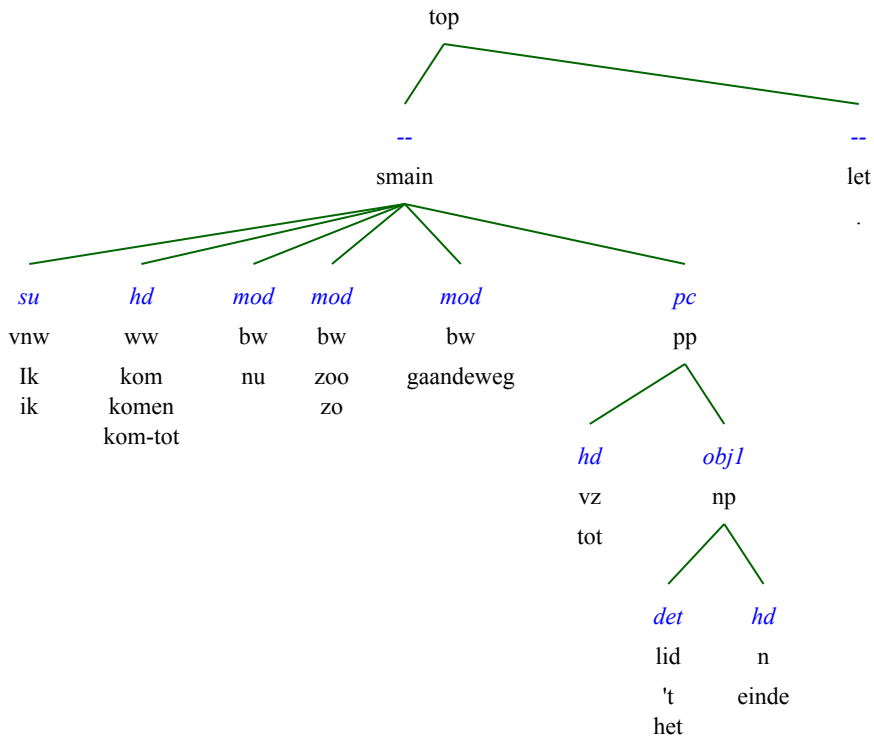 top
-- --
smain let
.
su hd mod mod mod pc
vnw ww bw bw bw pp
Ik kom nu zoo gaandeweg
ik komen zo
kom-tot
hd obj1
vz np
tot
det hd
lid n
't einde
het